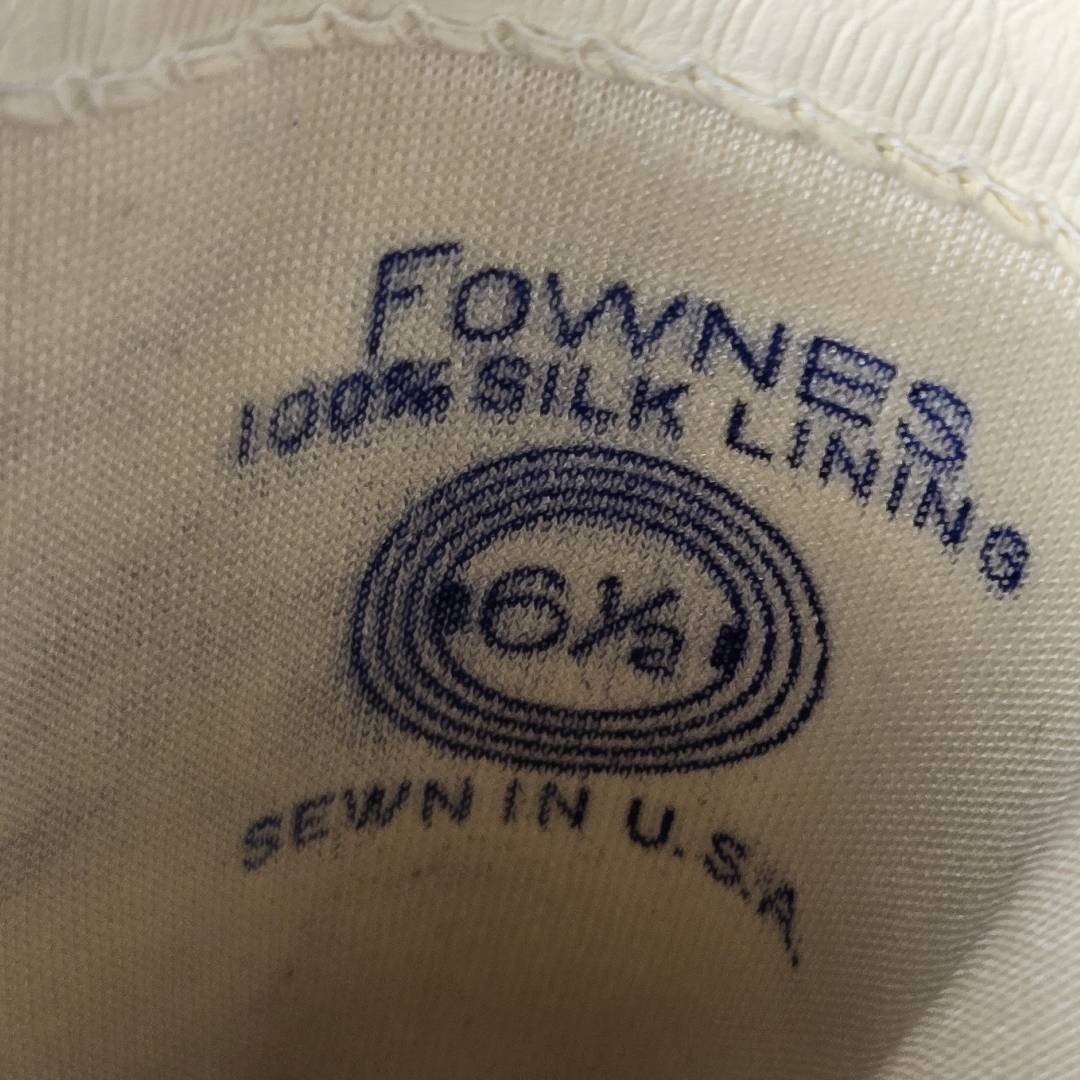 FOWNES
100% SILK LINING
6½
SEWN IN U.S.A